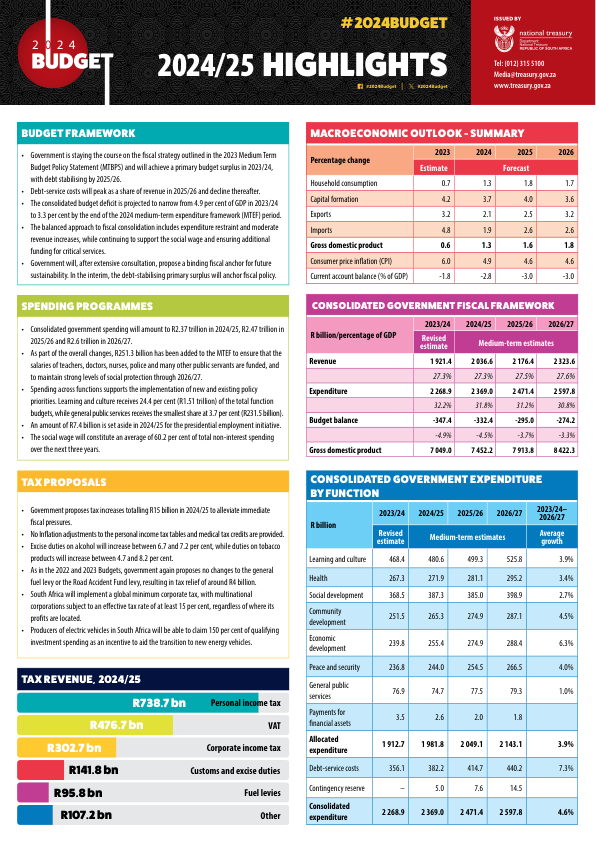 2024
BUDGET
#2024BUDGET
2024/25 HIGHLIGHTS
#2024Budget | #2024Budget
ISSUED BY
national treasury
Department:
National Treasury
REPUBLIC OF SOUTH AFRICA
Tel: (012) 315 5100
Media@treasury.gov.za
www.treasury.gov.za
BUDGET FRAMEWORK
• Government is staying the course on the fiscal strategy outlined in the 2023 Medium Term
Budget Policy Statement (MTBPS) and will achieve a primary budget surplus in 2023/24,
with debt stabilising by 2025/26.
• Debt-service costs will peak as a share of revenue in 2025/26 and decline thereafter.
• The consolidated budget deficit is projected to narrow from 4.9 per cent of GDP in 2023/24
to 3.3 per cent by the end of the 2024 medium-term expenditure framework (MTEF) period.
• The balanced approach to fiscal consolidation includes expenditure restraint and moderate
revenue increases, while continuing to support the social wage and ensuring additional
funding for critical services.
• Government will, after extensive consultation, propose a binding fiscal anchor for future
sustainability. In the interim, the debt-stabilising primary surplus will anchor fiscal policy.
SPENDING PROGRAMMES
• Consolidated government spending will amount to R2.37 trillion in 2024/25, R2.47 trillion in
2025/26 and R2.6 trillion in 2026/27.
• As part of the overall changes, R251.3 billion has been added to the MTEF to ensure that the
salaries of teachers, doctors, nurses, police and many other public servants are funded, and
to maintain strong levels of social protection through 2026/27.
• Spending across functions supports the implementation of new and existing policy
priorities. Learning and culture receives 24.4 per cent (R1.51 trillion) of the total function
budgets, while general public services receives the smallest share at 3.7 per cent (R231.5 billion).
• An amount of R7.4 billion is set aside in 2024/25 for the presidential employment initiative.
• The social wage will constitute an average of 60.2 per cent of total non-interest spending
over the next three years.
TAX PROPOSALS
• Government proposes tax increases totalling R15 billion in 2024/25 to alleviate immediate
fiscal pressures.
• No Inflation adjustments to the personal income tax tables and medical tax credits are provided.
• Excise duties on alcohol will increase between 6.7 and 7.2 per cent, while duties on tobacco
products will increase between 4.7 and 8.2 per cent.
• As in the 2022 and 2023 Budgets, government again proposes no changes to the general
fuel levy or the Road Accident Fund levy, resulting in tax relief of around R4 billion.
• South Africa will implement a global minimum corporate tax, with multinational
corporations subject to an effective tax rate of at least 15 per cent, regardless of where its
profits are located.
• Producers of electric vehicles in South Africa will be able to claim 150 per cent of qualifying
investment spending as an incentive to aid the transition to new energy vehicles.
TAX REVENUE, 2024/25
R738.7 bn Personal income tax
R476.7 bn VAT
R302.7 bn Corporate income tax
R141.8 bn Customs and excise duties
R95.8 bn Fuel levies
R107.2 bn Other
MACROECONOMIC OUTLOOK - SUMMARY
Percentage change 2023 2024 2025 2026
Estimate Forecast
Household consumption 0.7 1.3 1.8 1.7
Capital formation 4.2 3.7 4.0 3.6
Exports 3.2 2.1 2.5 3.2
Imports 4.8 1.9 2.6 2.6
Gross domestic product 0.6 1.3 1.6 1.8
Consumer price inflation (CPI) 6.0 4.9 4.6 4.6
Current account balance (% of GDP) -1.8 -2.8 -3.0 -3.0
CONSOLIDATED GOVERNMENT FISCAL FRAMEWORK
R billion/percentage of GDP 2023/24 2024/25 2025/26 2026/27
Revised
estimate Medium-term estimates
Revenue 1 921.4 2 036.6 2 176.4 2 323.6
27.3% 27.3% 27.5% 27.6%
Expenditure 2 268.9 2 369.0 2 471.4 2 597.8
32.2% 31.8% 31.2% 30.8%
Budget balance -347.4 -332.4 -295.0 -274.2
-4.9% -4.5% -3.7% -3.3%
Gross domestic product 7 049.0 7 452.2 7 913.8 8 422.3
CONSOLIDATED GOVERNMENT EXPENDITURE
BY FUNCTION
R billion 2023/24 2024/25 2025/26 2026/27 2023/24–
2026/27
Revised
estimate Medium-term estimates Average
growth
Learning and culture 468.4 480.6 499.3 525.8 3.9%
Health 267.3 271.9 281.1 295.2 3.4%
Social development 368.5 387.3 385.0 398.9 2.7%
Community
development 251.5 265.3 274.9 287.1 4.5%
Economic
development 239.8 255.4 274.9 288.4 6.3%
Peace and security 236.8 244.0 254.5 266.5 4.0%
General public
services 76.9 74.7 77.5 79.3 1.0%
Payments for
financial assets 3.5 2.6 2.0 1.8
Allocated
expenditure 1 912.7 1 981.8 2 049.1 2 143.1 3.9%
Debt-service costs 356.1 382.2 414.7 440.2 7.3%
Contingency reserve – 5.0 7.6 14.5
Consolidated
expenditure 2 268.9 2 369.0 2 471.4 2 597.8 4.6%